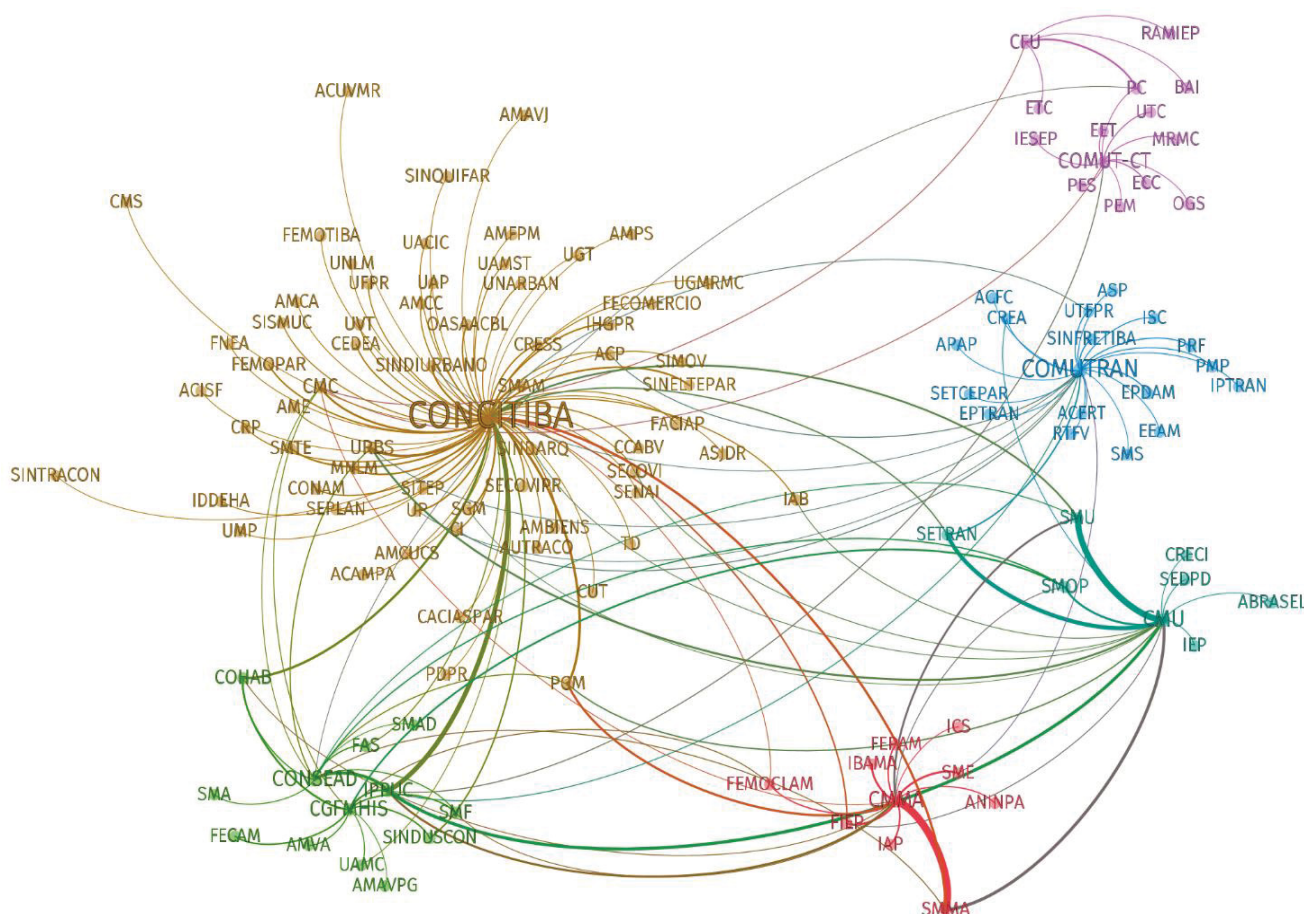 RAMIEP
CFU
ACUVMR
PC
BAI
ETC
UTC
AMAVJ
EET
IESEP
MRMC
COMUT-CT
SINQUIFAR
PES
ECC
CMS
PEM
OGS
FEMOTIBA
UACIC
AMFPM
AMPS
UGT
UNLM
UAMST
UFPR
UAP
UNARBAN
UGMRMC
ASP
ACFC
AMCA
AMCC
FECOMERCIO
UTFPR
CREA
ISC
SISMUC
UVT
OASAACBL
IHGPR
SINFRETIBA
FNEA
CEDEA
CRESS
APAP
PRF
ACP
FEMOPAR
SINDIURBANO
SIMOV
COMUTRAN
PMP
CMC
SMAM
SINELTEPAR
IPTRAN
ACISF
SETCEPAR
EPDAM
AME
CONCITIBA
EPTRAN
ACERT
CRP
FACIAP
RTFV
EEAM
SMTE
URBS
SINDARQ
CCABV
ASJDR
SMS
MNLM
SECOVI
SINTRACON
CONAM
SITEP
SECOVIPR
SENAI
IDDEHA
SEPLAN
UP
SGM
IAB
SMU
UMP
CI
AMBIENS
SETRAN
AUTRACO
TD
AMCUCS
CRECI
ACAMPA
SEDPD
SMOP
CUT
ABRASEL
CACIASPAR
CMU
IEP
COHAB
PDPR
PGM
SMAD
ICS
FAS
FEPAM
IBAMA
CONSEAD
SME
IPPUC
FEMOCLAM
SMA
CMMA
ANINPA
CGFMHIS
SMF
FIEP
FECAM
SINDUSCON
AMVA
IAP
UAMC
AMAVPG
SMMA